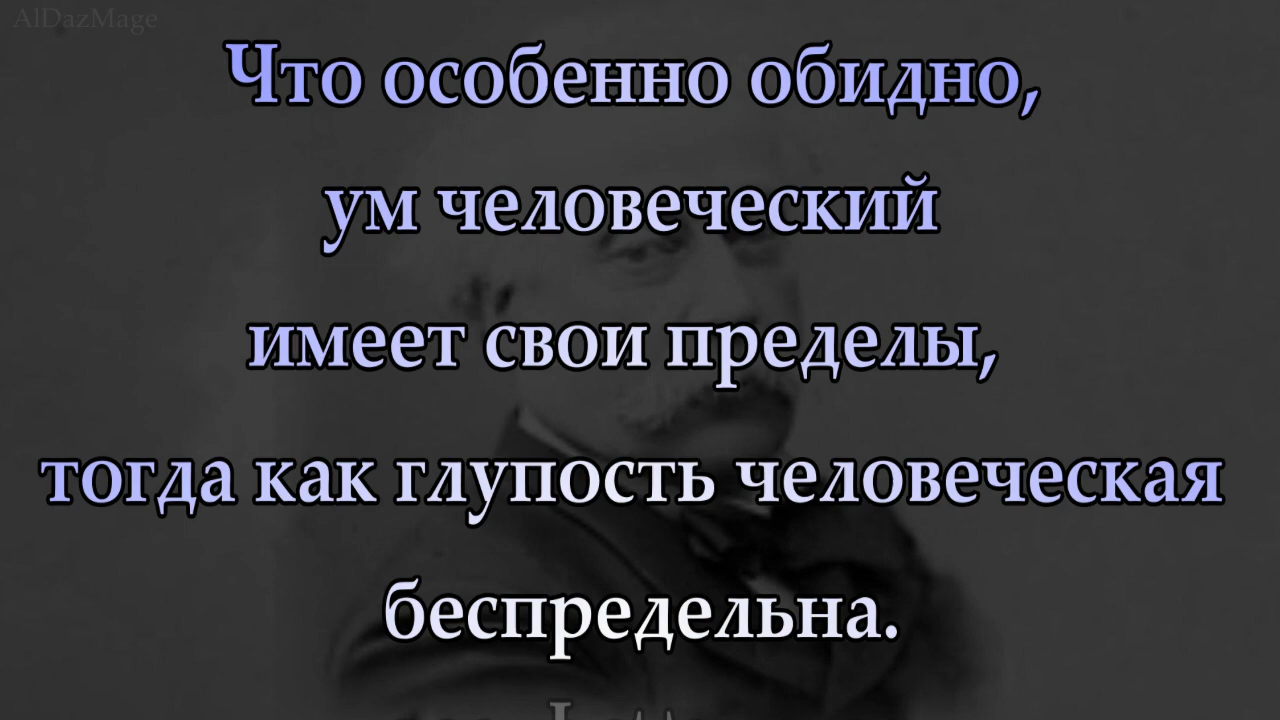 AlDazMage
Что особенно обидно,
ум человеческий
имеет свои пределы,
тогда как глупость человеческая
беспредельна.